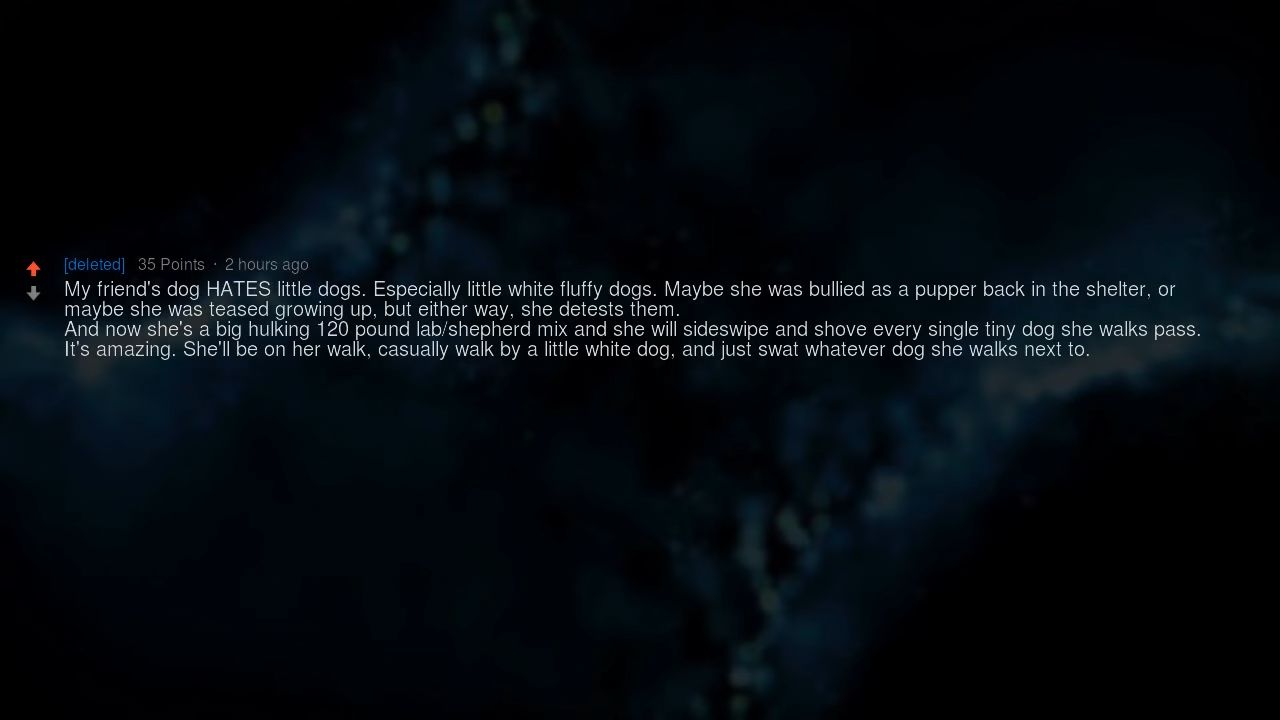 [deleted] 35 Points · 2 hours ago
My friend's dog HATES little dogs. Especially little white fluffy dogs. Maybe she was bullied as a pupper back in the shelter, or
maybe she was teased growing up, but either way, she detests them.
And now she's a big hulking 120 pound lab/shepherd mix and she will sideswipe and shove every single tiny dog she walks pass.
It's amazing. She'll be on her walk, casually walk by a little white dog, and just swat whatever dog she walks next to.